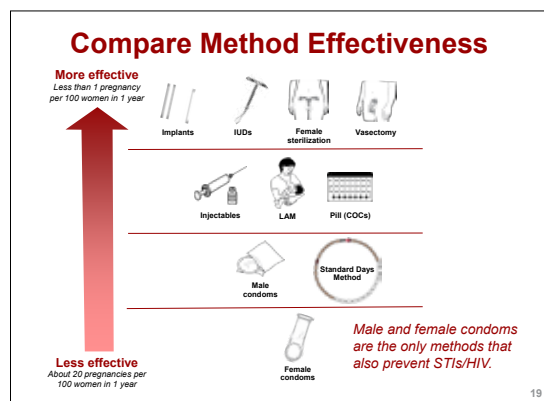 Compare Method Effectiveness
More effective
Less than 1 pregnancy
per 100 women in 1 year
Implants
IUDs
Female
sterilization
Vasectomy
Injectables
LAM
Pill (COCs)
Male
condoms
Standard Days
Method
Female
condoms
Male and female condoms
are the only methods that
also prevent STIs/HIV.
Less effective
About 20 pregnancies per
100 women in 1 year
19